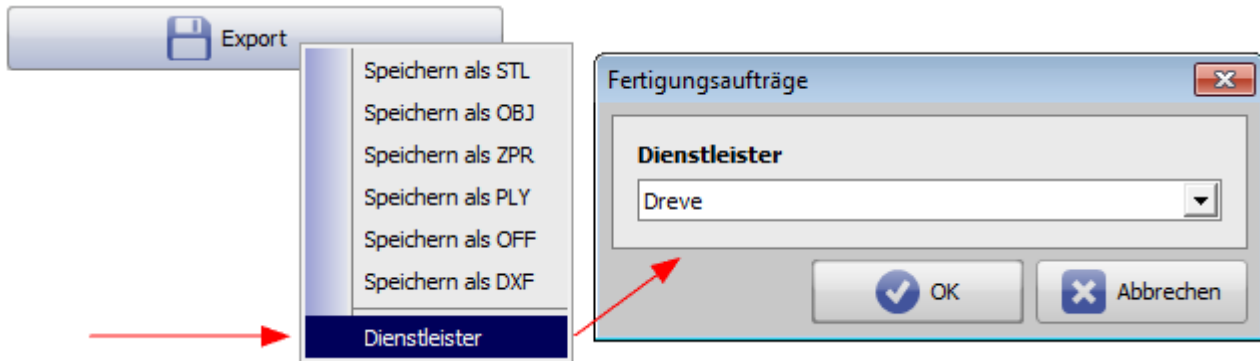 Export
Speichern als STL
Speichern als OBJ
Speichern als ZPR
Speichern als PLY
Speichern als OFF
Speichern als DXF
Dienstleister
Fertigungsaufträge
Dienstleister
Dreve
OK
Abbrechen